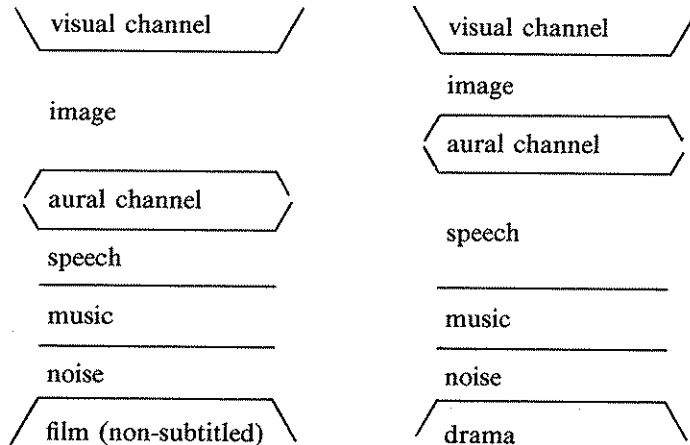 visual channel
image
aural channel
speech
music
noise
film (non-subtitled)
visual channel
image
aural channel
speech
music
noise
drama